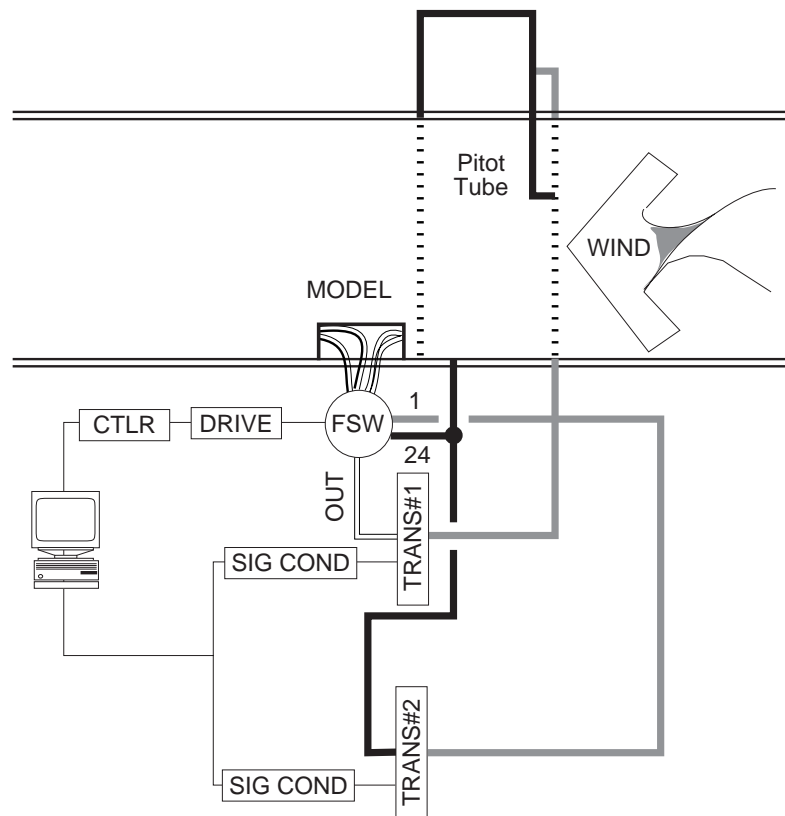 Pitot
Tube
WIND
MODEL
1
CTLR
DRIVE
FSW
24
OUT
TRANS#1
SIG COND
TRANS#2
SIG COND